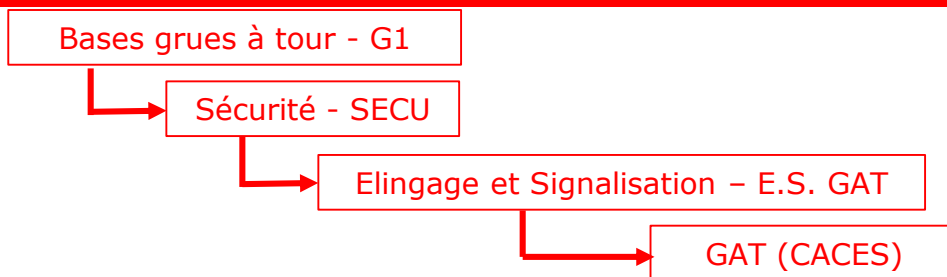 Bases grues à tour - G1
Sécurité - SECU
Elingage et Signalisation – E.S. GAT
GAT (CACES)